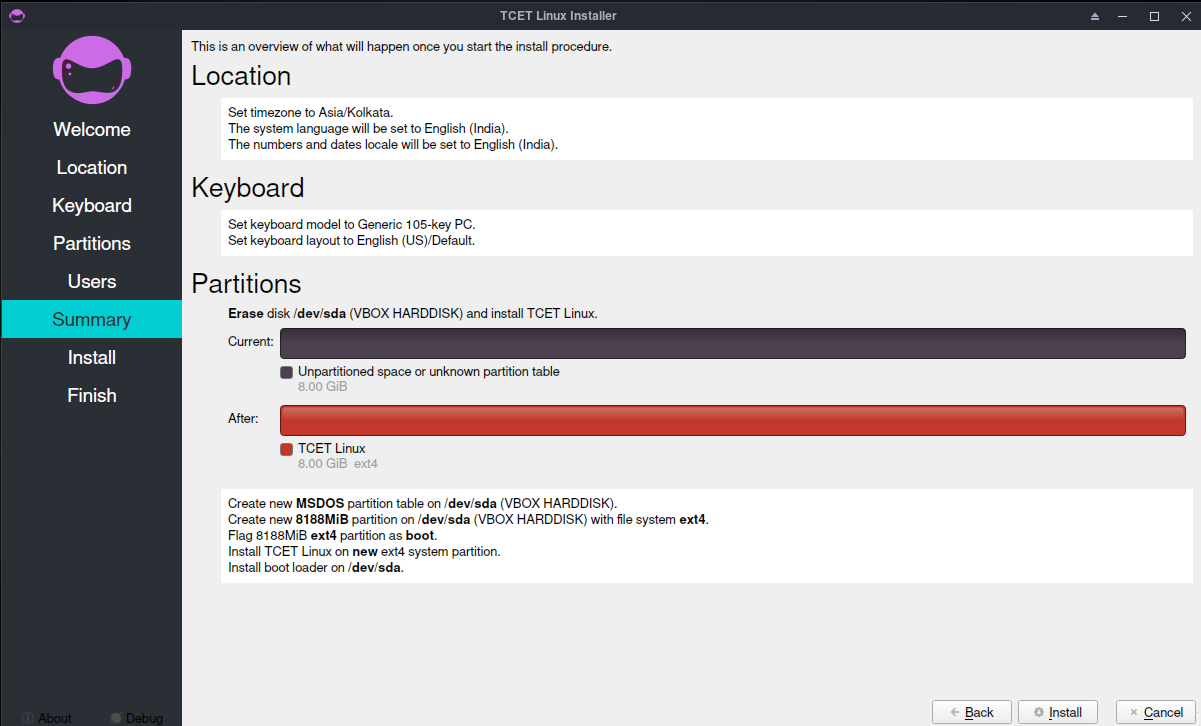 TCET Linux Installer
Welcome
Location
Keyboard
Partitions
Users
Summary
Install
Finish
About
Debug
This is an overview of what will happen once you start the install procedure.
Location
Set timezone to Asia/Kolkata.
The system language will be set to English (India).
The numbers and dates locale will be set to English (India).
Keyboard
Set keyboard model to Generic 105-key PC.
Set keyboard layout to English (US)/Default.
Partitions
Erase disk /dev/sda (VBOX HARDDISK) and install TCET Linux.
Current:
Unpartitioned space or unknown partition table
8.00 GiB
After:
TCET Linux
8.00 GiB ext4
Create new MSDOS partition table on /dev/sda (VBOX HARDDISK).
Create new 8188MiB partition on /dev/sda (VBOX HARDDISK) with file system ext4.
Flag 8188MiB ext4 partition as boot.
Install TCET Linux on new ext4 system partition.
Install boot loader on /dev/sda.
Back
Install
Cancel